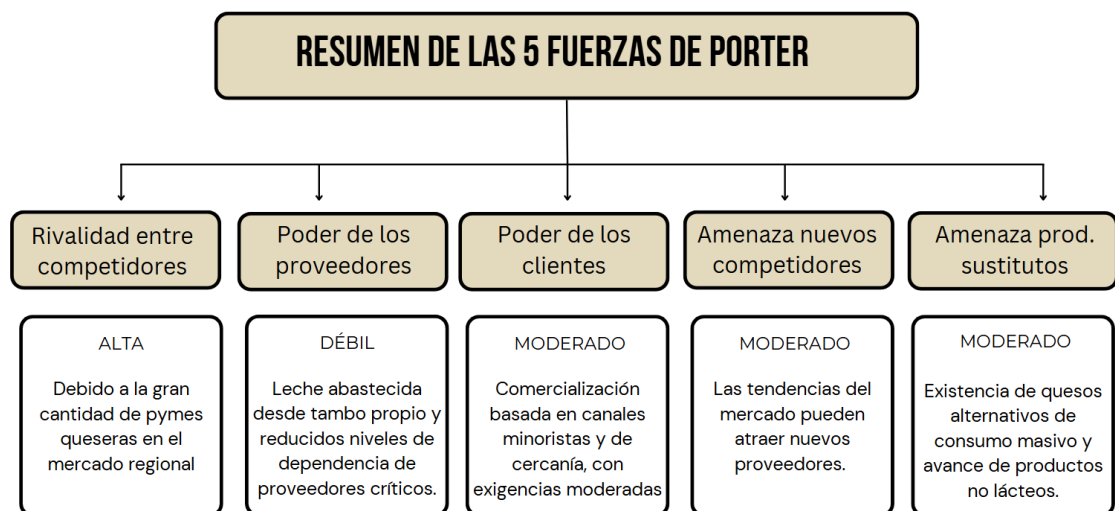 RESUMEN DE LAS 5 FUERZAS DE PORTER
Rivalidad entre
competidores
Poder de los
proveedores
Poder de los
clientes
Amenaza nuevos
competidores
Amenaza prod.
sustitutos
ALTA
Debido a la gran
cantidad de pymes
queseras en el
mercado regional
DÉBIL
Leche abastecida
desde tambo propio y
reducidos niveles de
dependencia de
proveedores críticos.
MODERADO
Comercialización
basada en canales
minoristas y de
cercanía, con
exigencias moderadas
MODERADO
Las tendencias del
mercado pueden
atraer nuevos
proveedores.
MODERADO
Existencia de quesos
alternativos de
consumo masivo y
avance de productos
no lácteos.